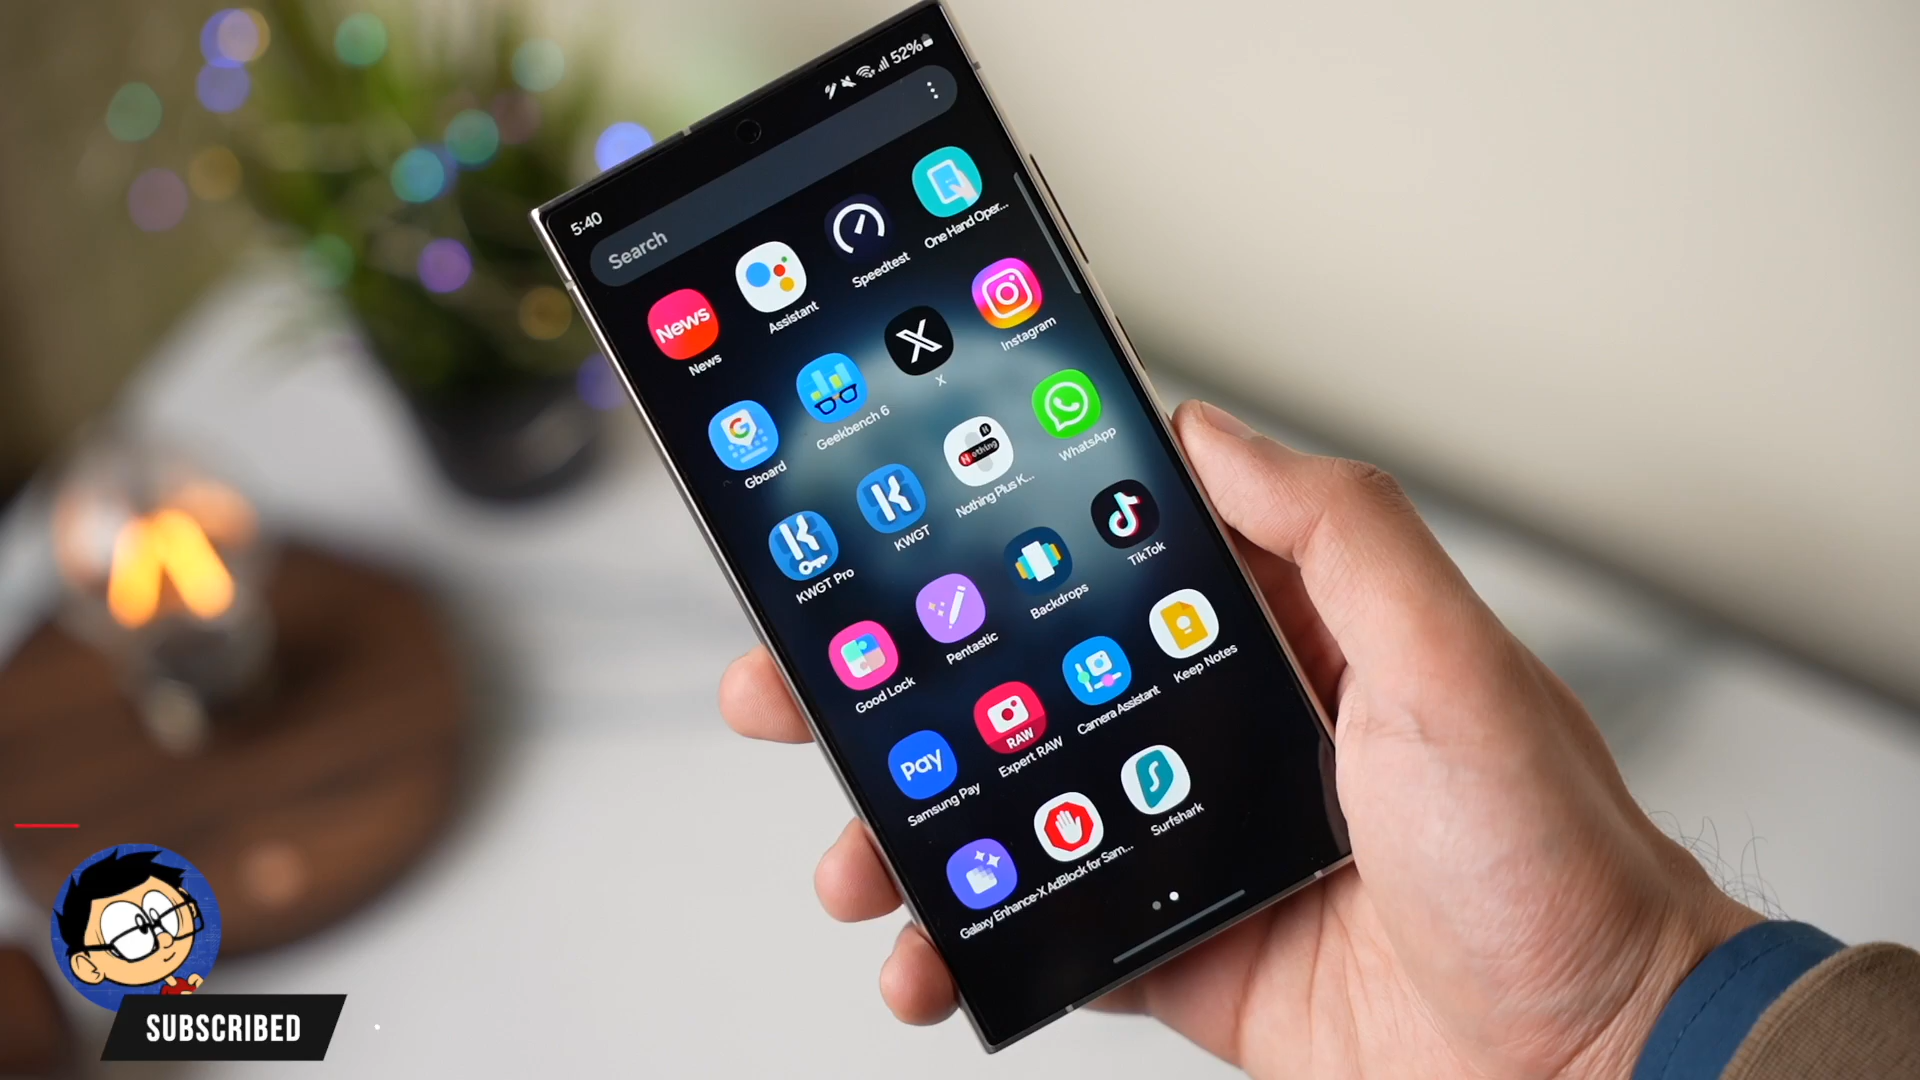 52%
5:40
Search
News
News
Assistant
Speedtest
One Hand Oper...
G
Gboard
Geekbench 6
X
Instagram
KWGT Pro
KWGT
Nothing Plus K...
WhatsApp
Good Lock
Pentastic
Backdrops
TikTok
pay
Samsung Pay
RAW
Expert RAW
Camera Assistant
Keep Notes
Galaxy Enhance-X
AdBlock for Sam...
Surfshark
SUBSCRIBED